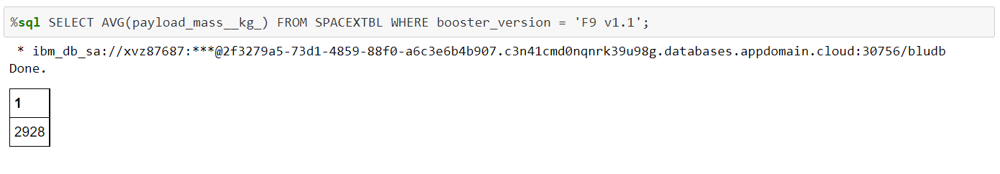 %sql SELECT AVG(payload_mass__kg_) FROM SPACEXTBL WHERE booster_version = 'F9 v1.1';
* ibm_db_sa://xvz87687:***@2f3279a5-73d1-4859-88f0-a6c3e6b4b907.c3n41cmd0nqnrk39u98g.databases.appdomain.cloud:30756/bludb
Done.
1
2928